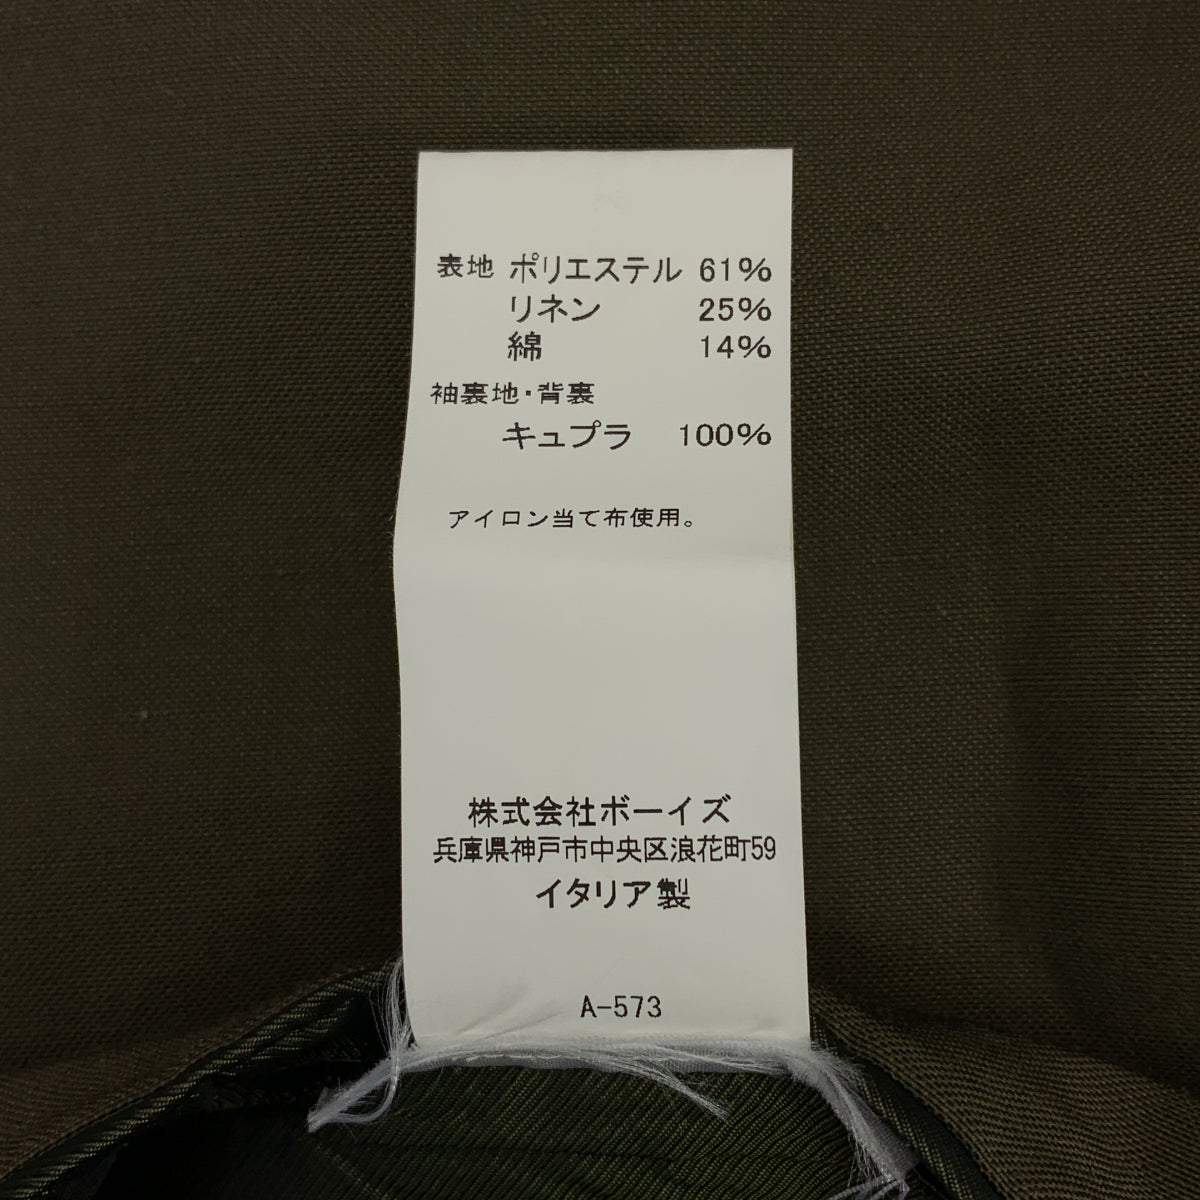 表地 ポリエステル 61%
リネン 25%
綿 14%
袖裏地・背裏
キュプラ 100%
アイロン当て布使用。
株式会社ボーイズ
兵庫県神戸市中央区浪花町59
イタリア製
A-573